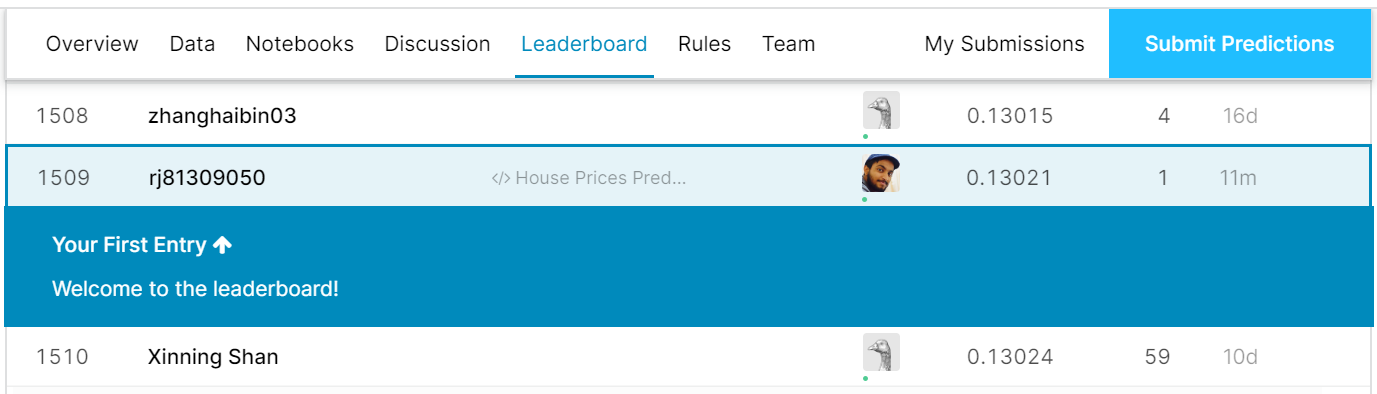 Overview Data Notebooks Discussion Leaderboard Rules Team My Submissions Submit Predictions
1508 zhanghaibin03 0.13015 4 16d
1509 rj81309050 </> House Prices Pred... 0.13021 1 11m
Your First Entry
Welcome to the leaderboard!
1510 Xinning Shan 0.13024 59 10d